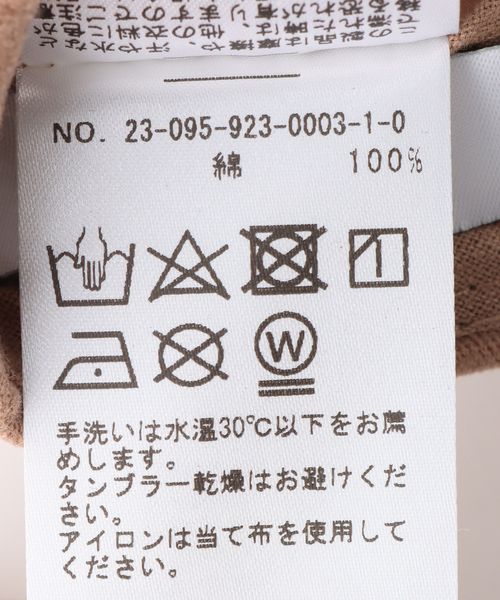 NO. 23-095-923-0003-1-0
綿 100%
W
手洗いは水温30℃以下をお薦
めします。
タンブラー乾燥はお避けくだ
さい。
アイロンは当て布を使用して
ください。